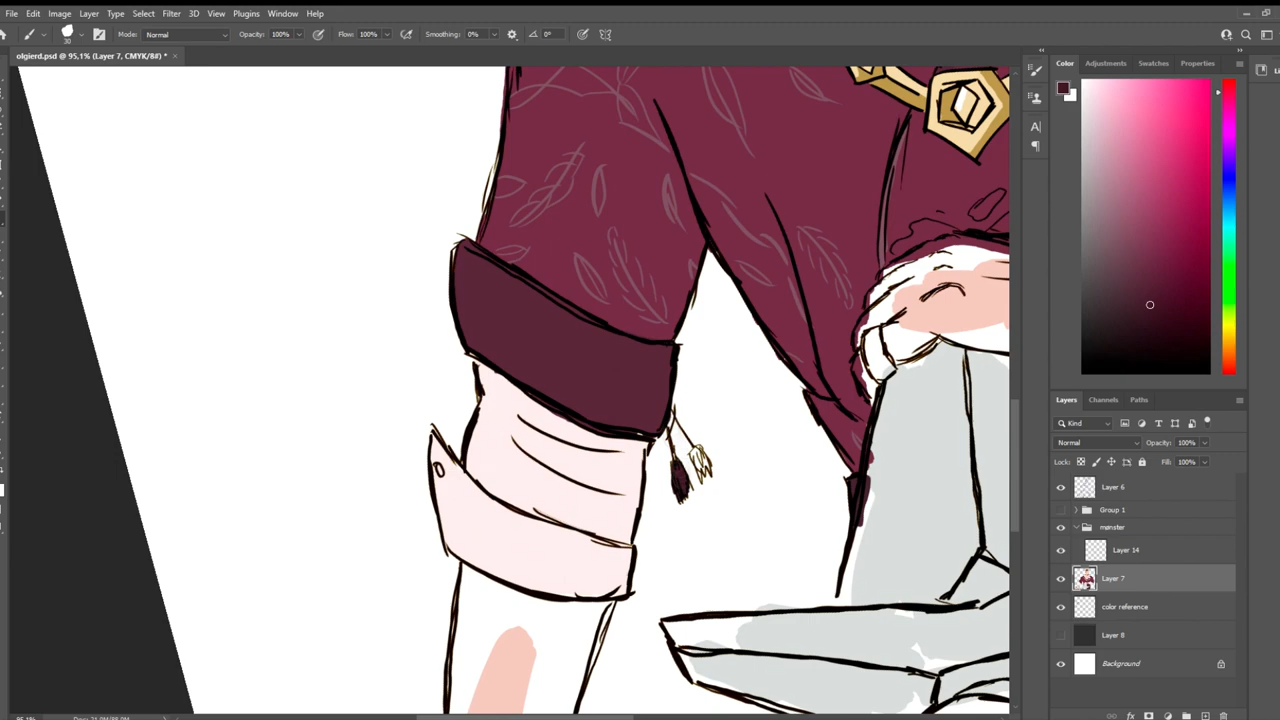 File Edit Image Layer Type Select Filter 3D View Plugins Window Help
30 Mode: Normal Opacity: 100% Flow: 100% Smoothing: 0% 0°
olgierd.psd @ 95,1% (Layer 7, CMYK/8#) * ×
Color Adjustments Swatches Properties
Layers Channels Paths
Kind
Normal Opacity: 100%
Lock: Fill: 100%
Layer 6
Group 1
mønster
Layer 14
Layer 7
color reference
Layer 8
Background